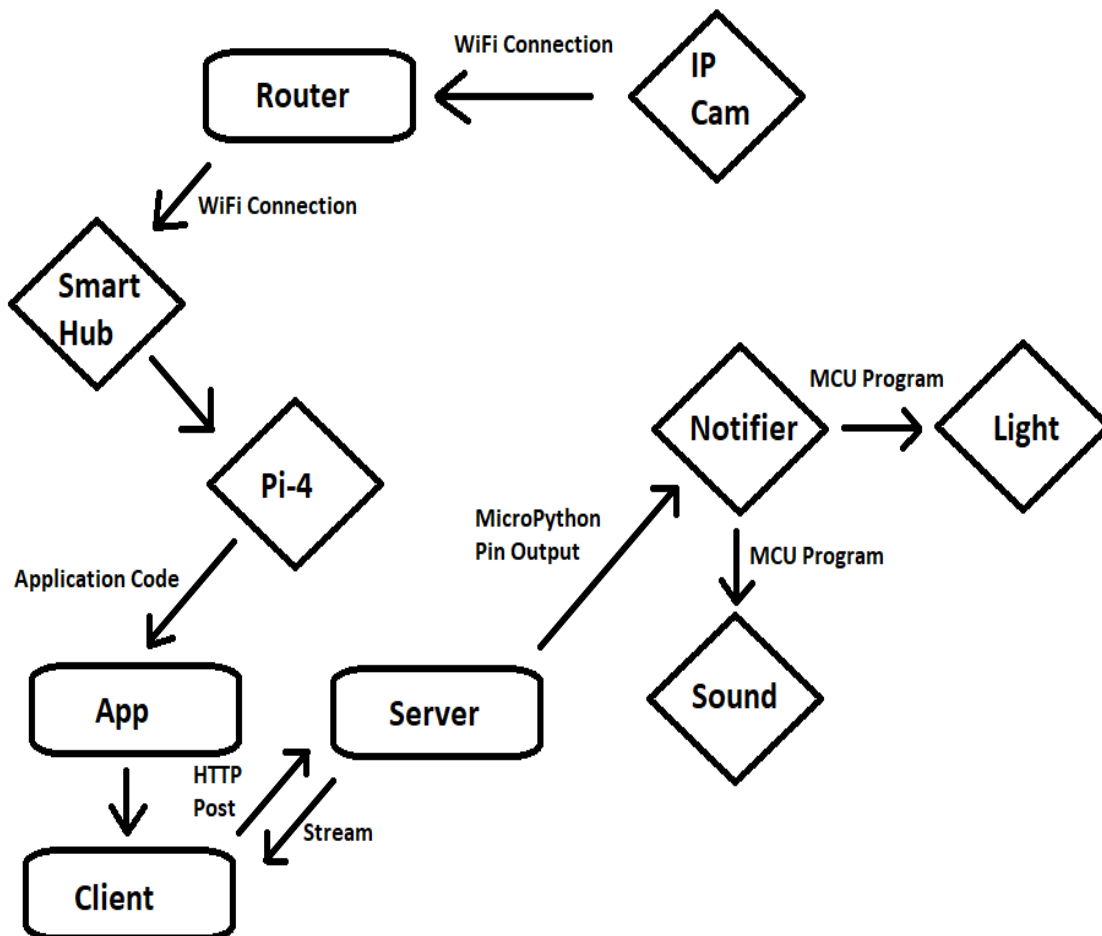 WiFi Connection
IP
Cam
Router
WiFi Connection
Smart
Hub
Pi-4
Application Code
App
Client
HTTP
Post
Stream
Server
MicroPython
Pin Output
Notifier
MCU Program
Light
MCU Program
Sound